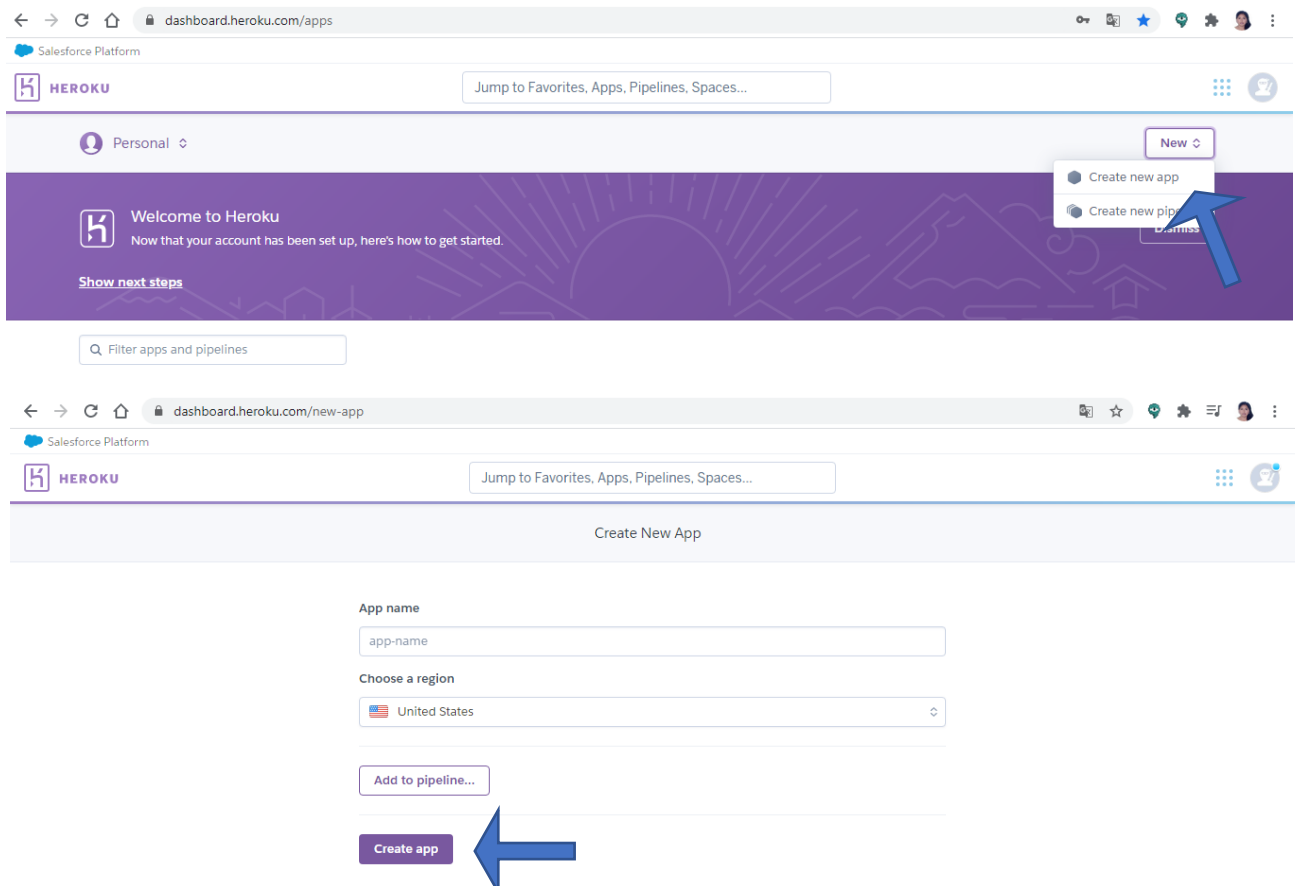 dashboard.heroku.com/apps
Salesforce Platform
HEROKU
Jump to Favorites, Apps, Pipelines, Spaces...
Personal
New
Create new app
Create new
Welcome to Heroku
Now that your account has been set up, here's how to get started.
Dismiss
Show next steps
Filter apps and pipelines
dashboard.heroku.com/new-app
Salesforce Platform
HEROKU
Jump to Favorites, Apps, Pipelines, Spaces...
Create New App
App name
app-name
Choose a region
United States
Add to pipeline...
Create app